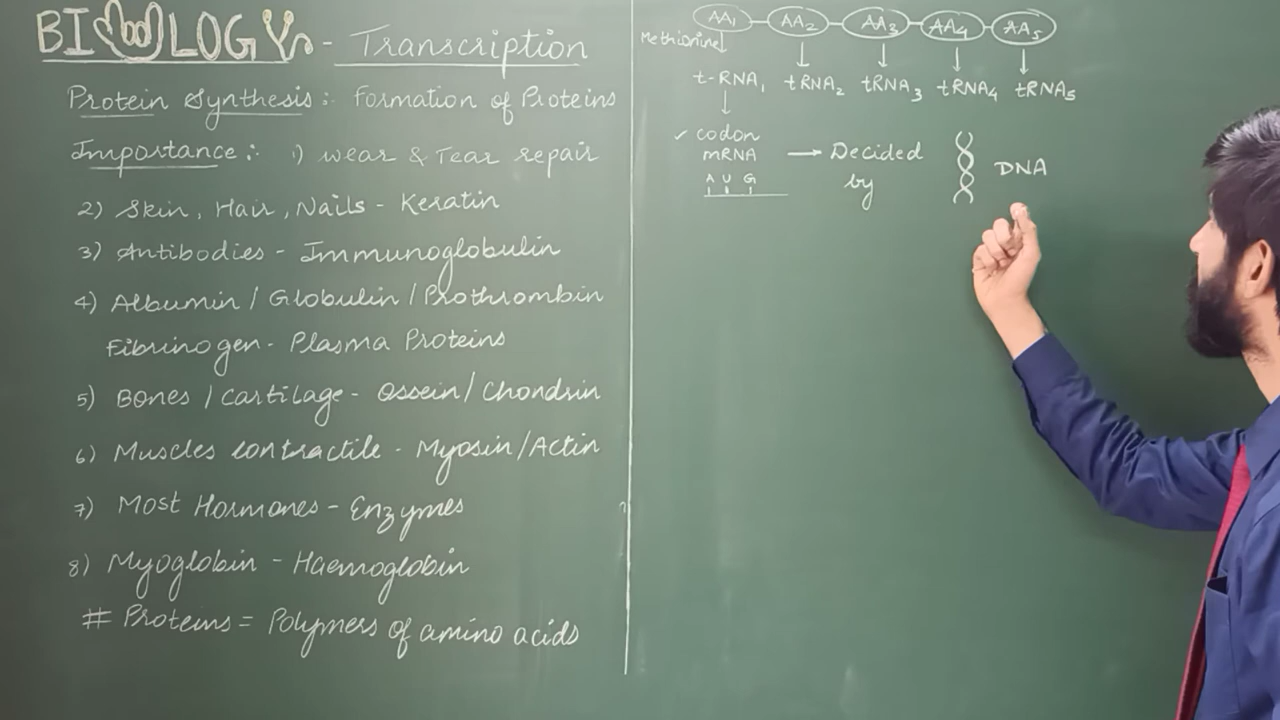 BIOLOGY - Transcription
Protein Synthesis :- Formation of Proteins
Importance :- 1) Wear & Tear repair
2) Skin, Hair, Nails - Keratin
3) Antibodies - Immunoglobulin
4) Albumin / Globulin / Prothrombin
Fibrinogen - Plasma Proteins
5) Bones / Cartilage - Ossein / Chondrin
6) Muscles contractile - Myosin / Actin
7) Most Hormones - Enzymes
8) Myoglobin - Haemoglobin
# Proteins = Polymers of amino acids
AA1 AA2 AA3 AA4 AA5
Methionine
t-RNA1 tRNA2 tRNA3 tRNA4 tRNA5
✓ codon
mRNA → Decided by DNA
A U G